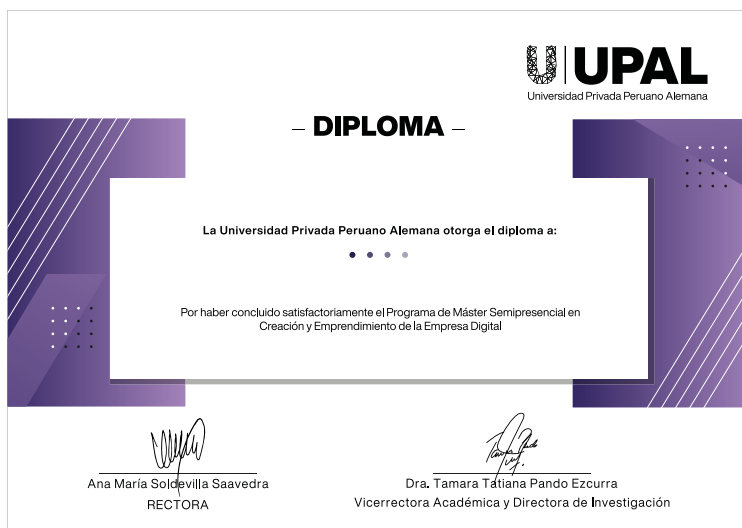 UPAL
Universidad Privada Peruano Alemana
– DIPLOMA –
La Universidad Privada Peruano Alemana otorga el diploma a:
Por haber concluido satisfactoriamente el Programa de Máster Semipresencial en
Creación y Emprendimiento de la Empresa Digital
Ana María Soldevilla Saavedra
RECTORA
Dra. Tamara Tatiana Pando Ezcurra
Vicerrectora Académica y Directora de Investigación